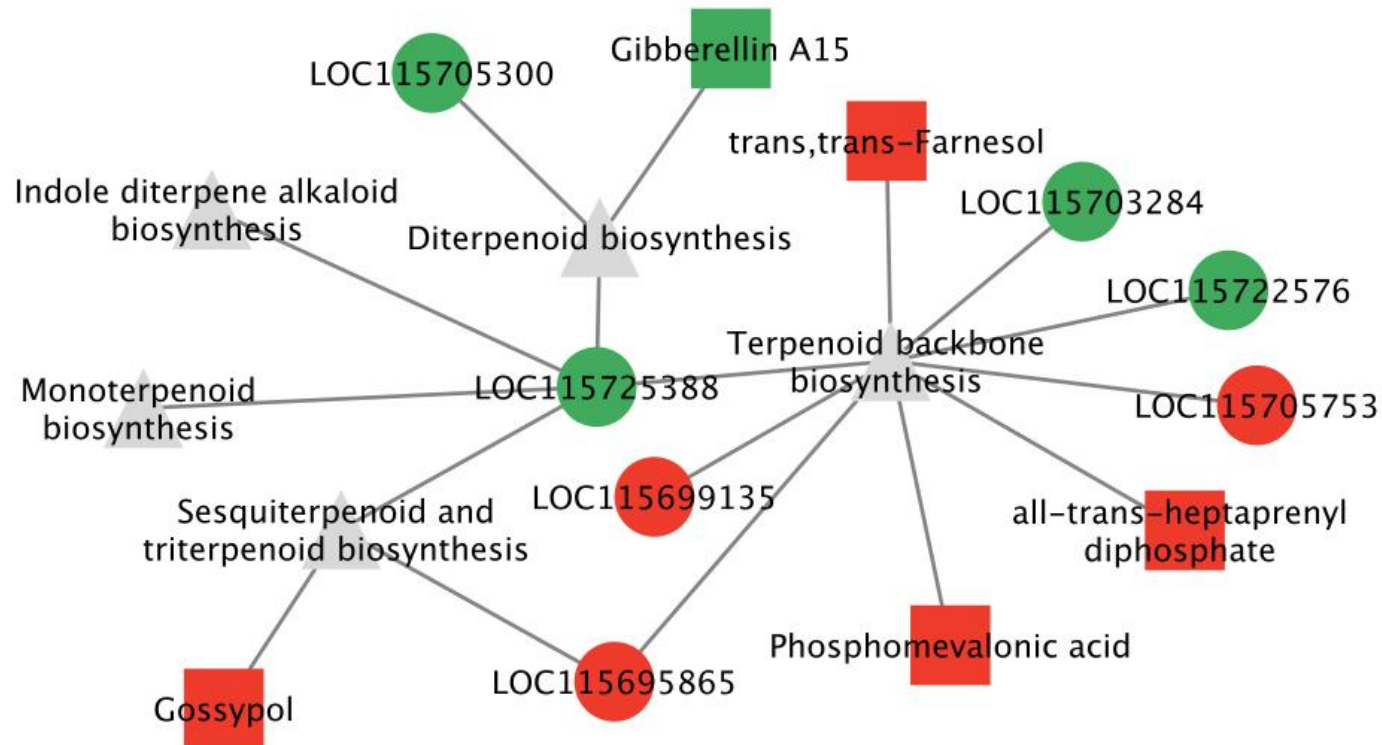 Gibberellin A15
LOC115705300
trans,trans-Farnesol
Indole diterpene alkaloid
biosynthesis
LOC115703284
Diterpenoid biosynthesis
LOC115722576
Terpenoid backbone
biosynthesis
LOC115725388
Monoterpenoid
biosynthesis
LOC115705753
LOC115699135
Sesquiterpenoid and
triterpenoid biosynthesis
all-trans-heptaprenyl
diphosphate
Phosphomevalonic acid
LOC115695865
Gossypol